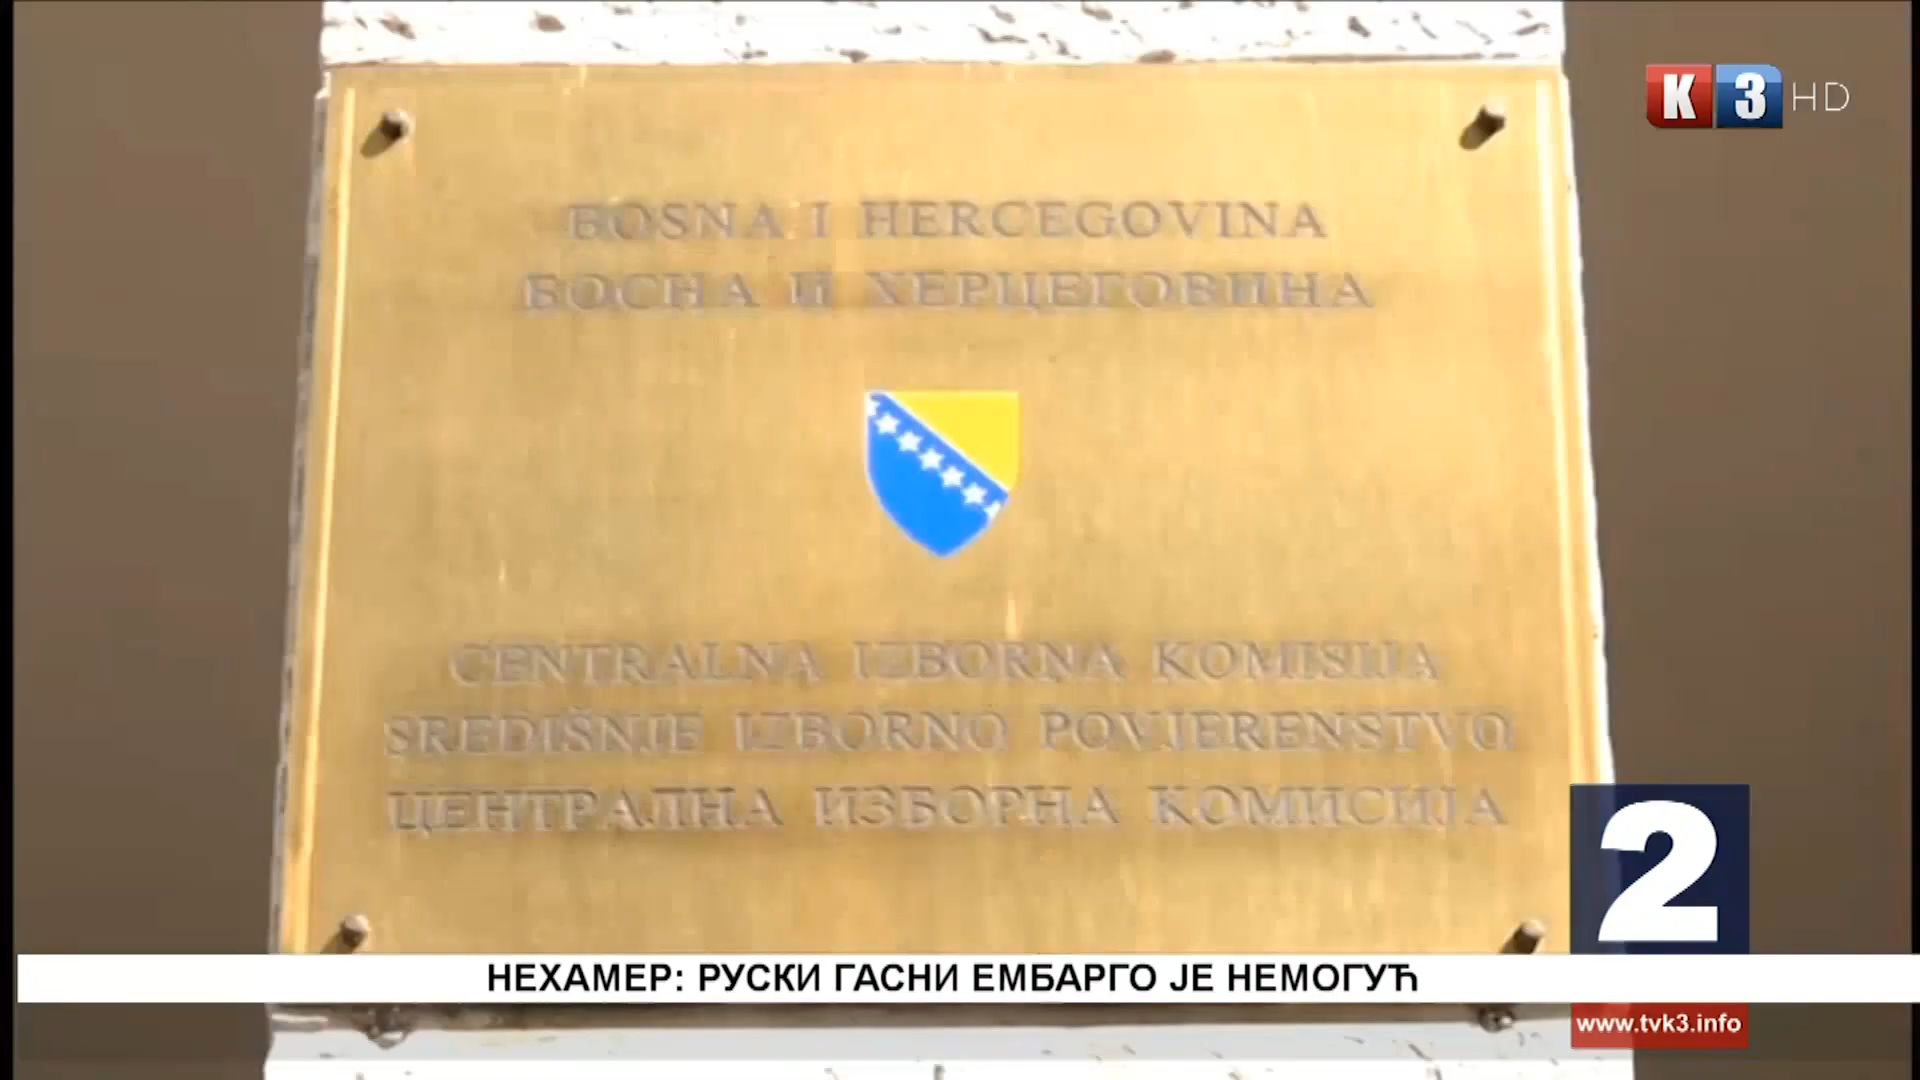 K3 HD
BOSNA I HERCEGOVINA
БОСНА И ХЕРЦЕГОВИНА
CENTRALNA IZBORNA KOMISIJA
SREDIŠNJE IZBORNO POVJERENSTVO
ЦЕНТРАЛНА ИЗБОРНА КОМИСИЈА
2
НЕХАМЕР: РУСКИ ГАСНИ ЕМБАРГО ЈЕ НЕМОГУЋ
www.tvk3.info